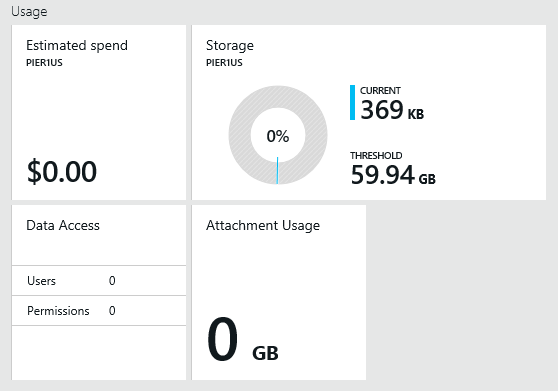 Usage
Estimated spend
PIER1US
$0.00
Storage
PIER1US
0%
CURRENT
369 KB
THRESHOLD
59.94 GB
Data Access
Users 0
Permissions 0
Attachment Usage
0 GB